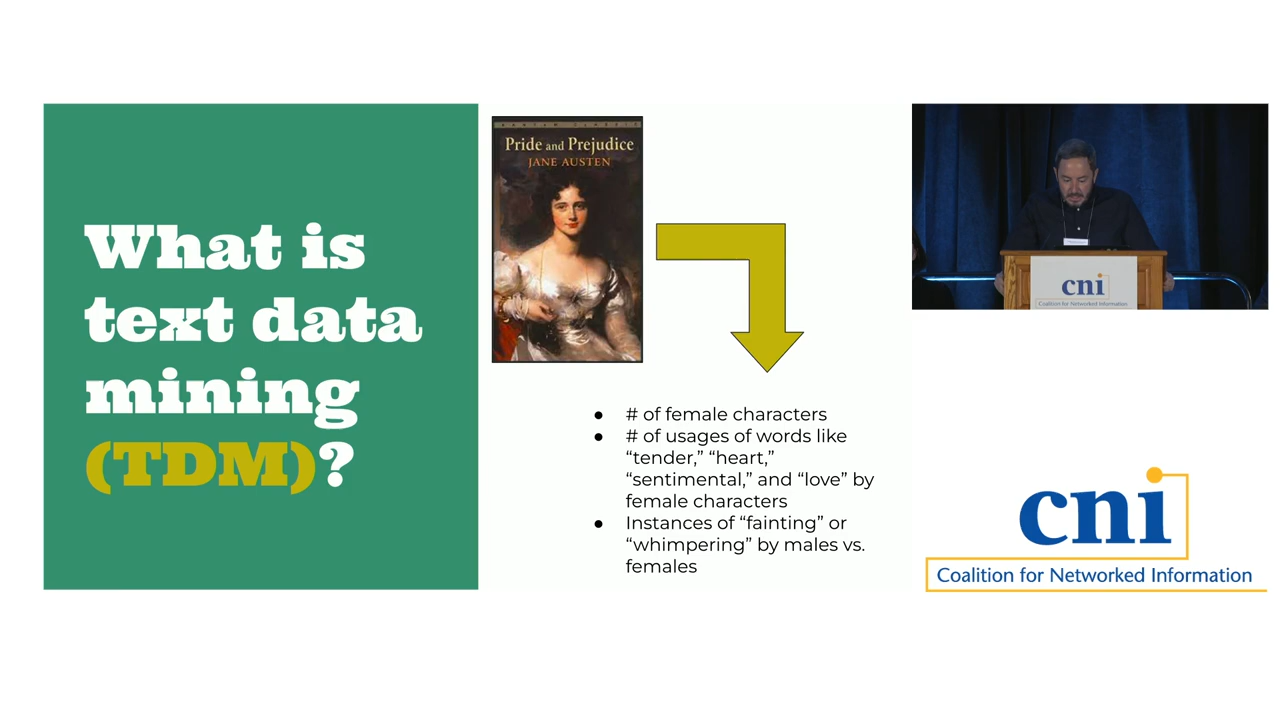 What is
text data
mining
(TDM)?
Pride and Prejudice
JANE AUSTEN
● # of female characters
● # of usages of words like
“tender,” “heart,”
“sentimental,” and “love” by
female characters
● Instances of “fainting” or
“whimpering” by males vs.
females
cni
Coalition for Networked Information
cni
Coalition for Networked Information